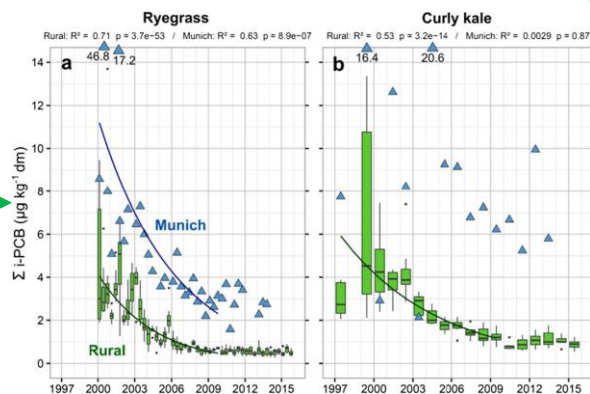 Ryegrass
Curly kale
Rural: R² = 0.71 p = 3.7e−53 / Munich: R² = 0.63 p = 8.9e−07
Rural: R² = 0.53 p = 3.2e−14 / Munich: R² = 0.0029 p = 0.87
46.8
17.2
16.4
20.6
a
b
14
12
10
8
6
4
2
0
Σ i-PCB (µg kg⁻¹ dm)
Munich
Rural
1997 2000 2003 2006 2009 2012 2015
1997 2000 2003 2006 2009 2012 2015